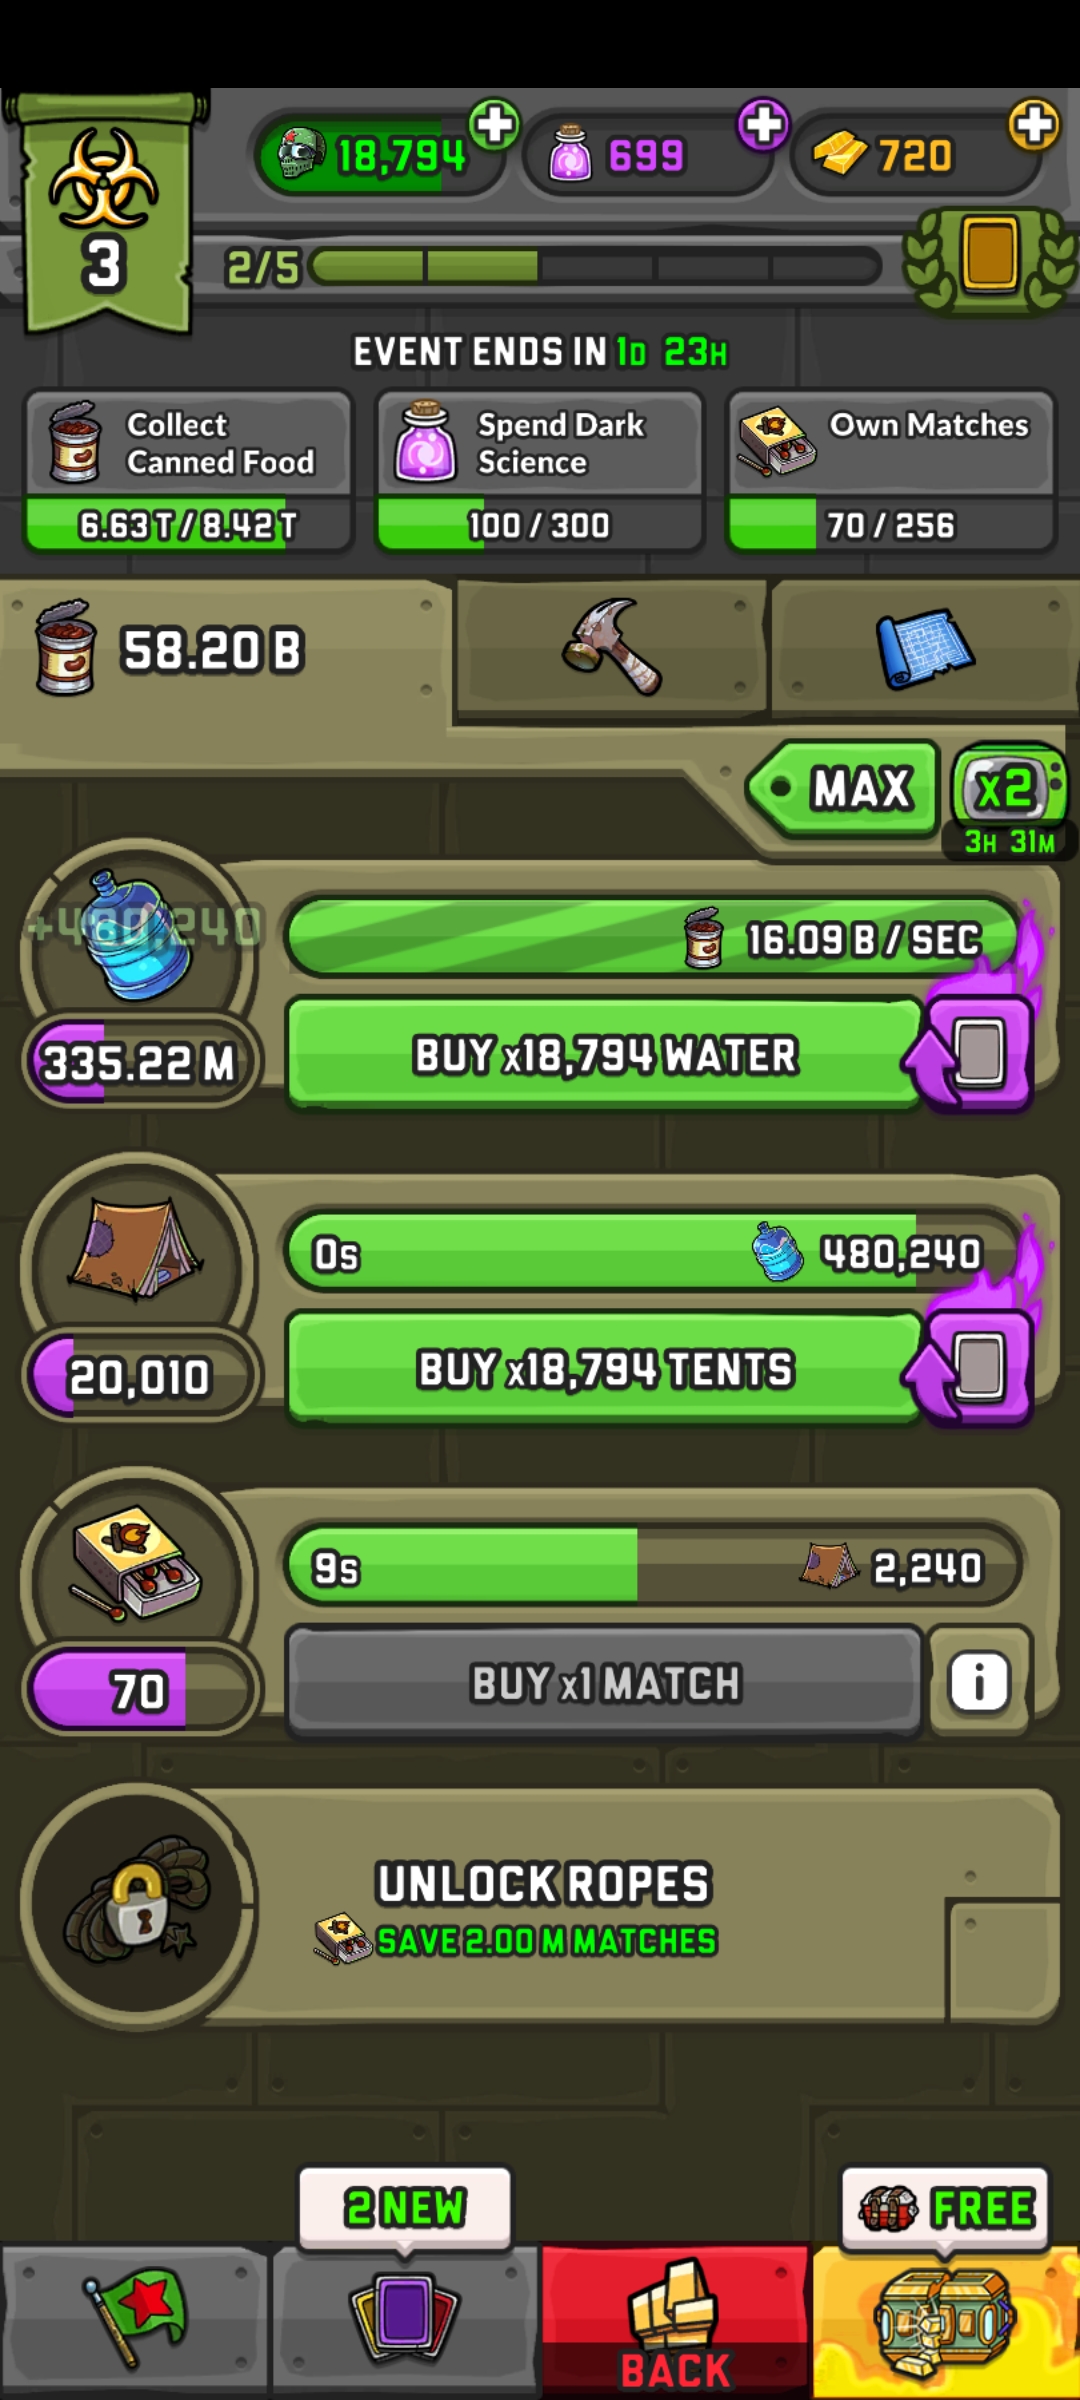 18,794
699
720
3
2/5
EVENT ENDS IN 1D 23H
Collect
Canned Food
6.63T/8.42T
Spend Dark
Science
100/300
Own Matches
70/256
58.20 B
MAX
x2
3H 31M
+480,240
16.09 B / SEC
335.22 M
BUY x18,794 WATER
0s
480,240
20,010
BUY x18,794 TENTS
9s
2,240
70
BUY x1 MATCH
i
UNLOCK ROPES
SAVE 2.00 M MATCHES
2 NEW
FREE
BACK